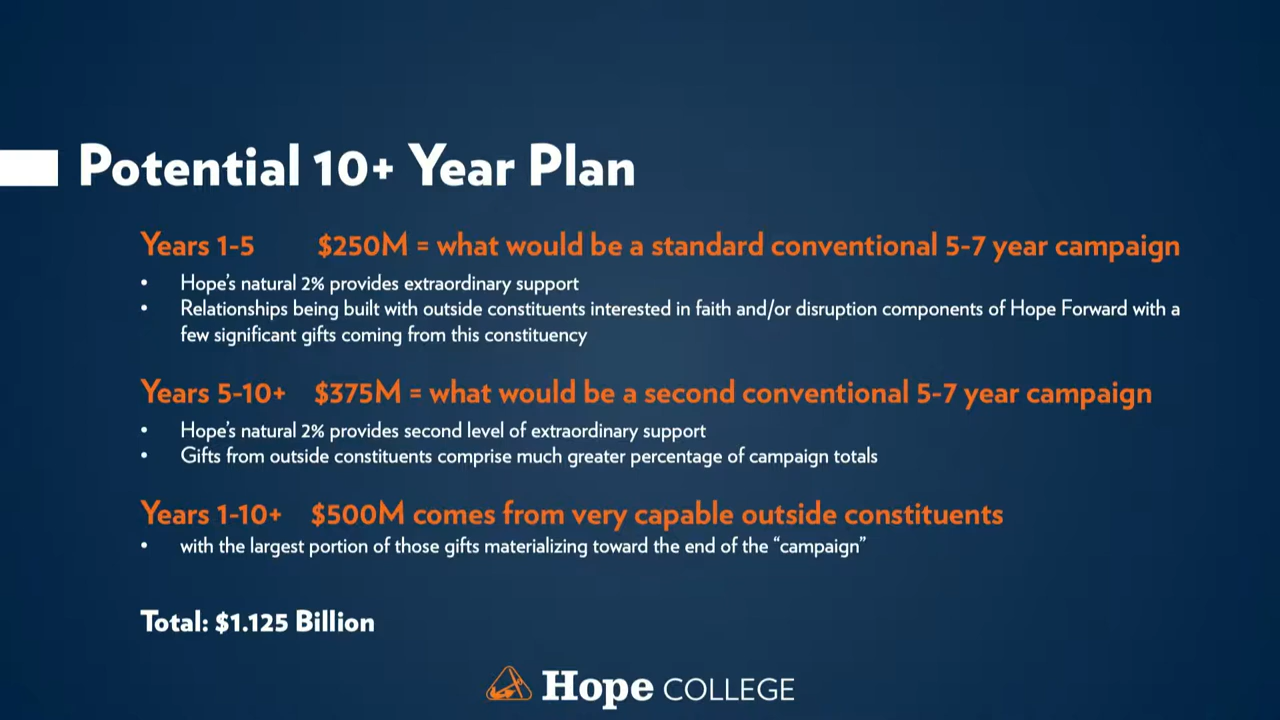 Potential 10+ Year Plan
Years 1-5 $250M = what would be a standard conventional 5-7 year campaign
• Hope's natural 2% provides extraordinary support
• Relationships being built with outside constituents interested in faith and/or disruption components of Hope Forward with a
few significant gifts coming from this constituency
Years 5-10+ $375M = what would be a second conventional 5-7 year campaign
• Hope's natural 2% provides second level of extraordinary support
• Gifts from outside constituents comprise much greater percentage of campaign totals
Years 1-10+ $500M comes from very capable outside constituents
• with the largest portion of those gifts materializing toward the end of the “campaign”
Total: $1.125 Billion
Hope COLLEGE